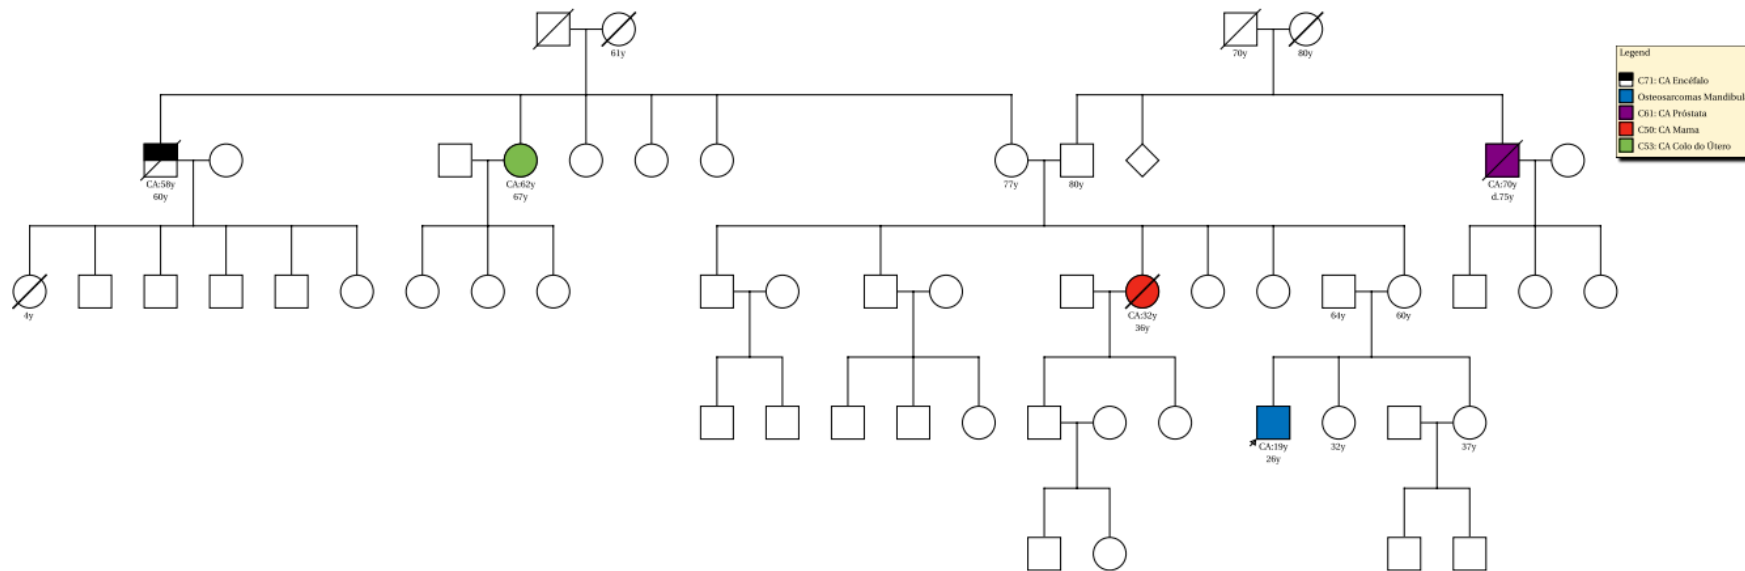 61y
70y
80y
Legend
C71: CA Encéfalo
Osteosarcomas Mandibul
C61: CA Próstata
C50: CA Mama
C53: CA Colo do Útero
CA:58y
60y
CA:62y
67y
77y
80y
CA:70y
d.75y
4y
CA:32y
36y
64y
60y
CA:19y
26y
32y
37y